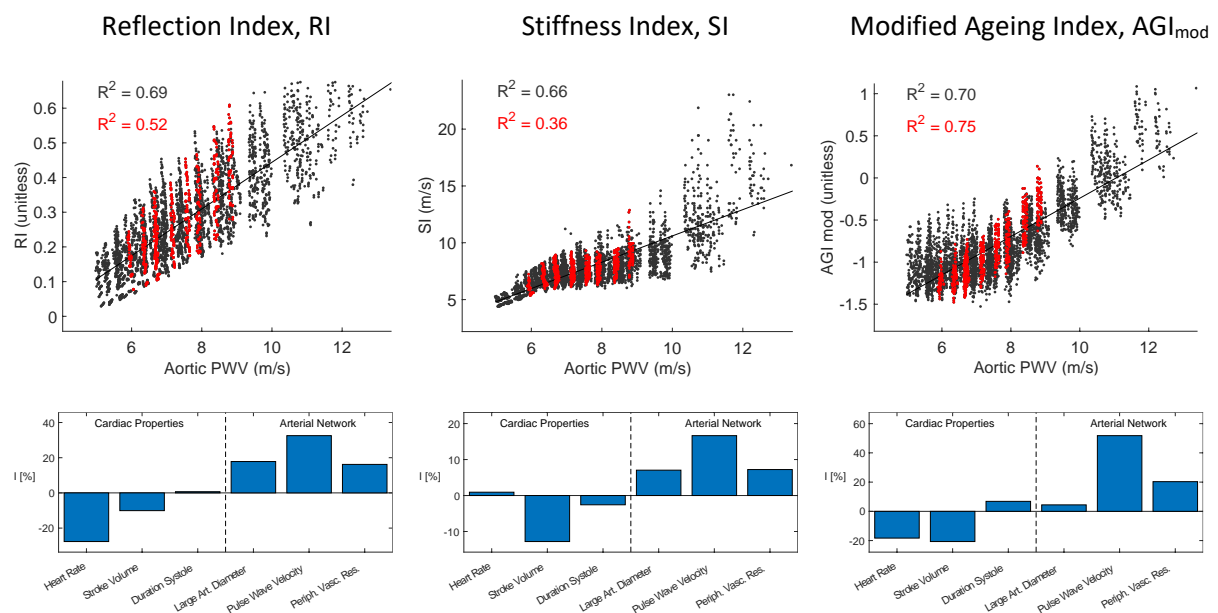 Reflection Index, RI
Stiffness Index, SI
Modified Ageing Index, AGImod
R2 = 0.69
R2 = 0.52
0.6
0.5
0.4
0.3
0.2
0.1
0
RI (unitless)
6 8 10 12
Aortic PWV (m/s)
R2 = 0.66
R2 = 0.36
20
15
10
5
SI (m/s)
6 8 10 12
Aortic PWV (m/s)
R2 = 0.70
R2 = 0.75
1
0.5
0
-0.5
-1
-1.5
AGI mod (unitless)
6 8 10 12
Aortic PWV (m/s)
Cardiac Properties
Arterial Network
40
20
0
-20
I [%]
Heart Rate
Stroke Volume
Duration Systole
Large Art. Diameter
Pulse Wave Velocity
Periph. Vasc. Res.
Cardiac Properties
Arterial Network
20
10
0
-10
I [%]
Heart Rate
Stroke Volume
Duration Systole
Large Art. Diameter
Pulse Wave Velocity
Periph. Vasc. Res.
Cardiac Properties
Arterial Network
60
40
20
0
-20
I [%]
Heart Rate
Stroke Volume
Duration Systole
Large Art. Diameter
Pulse Wave Velocity
Periph. Vasc. Res.